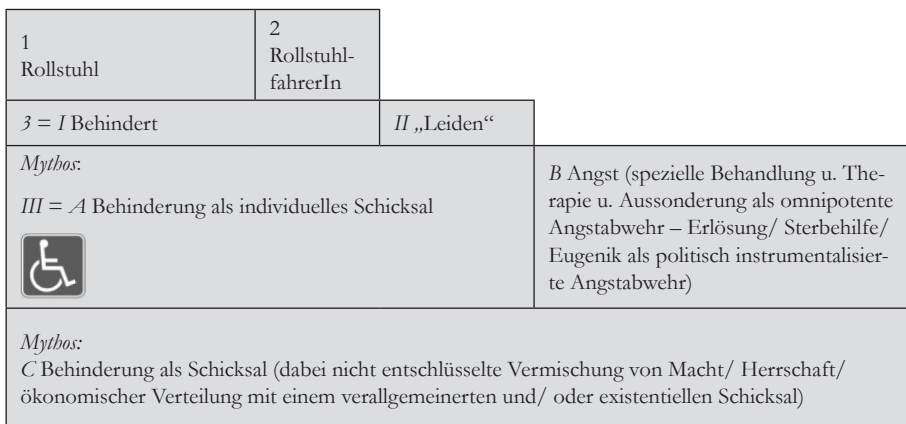 1
Rollstuhl
2
Rollstuhl-
fahrerIn
3 = I Behindert
II „Leiden“
Mythos:
III = A Behinderung als individuelles Schicksal
B Angst (spezielle Behandlung u. The-
rapie u. Aussonderung als omnipotente
Angstabwehr – Erlösung/ Sterbehilfe/
Eugenik als politisch instrumentalisier-
te Angstabwehr)
Mythos:
C Behinderung als Schicksal (dabei nicht entschlüsselte Vermischung von Macht/ Herrschaft/
ökonomischer Verteilung mit einem verallgemeinerten und/ oder existentiellen Schicksal)